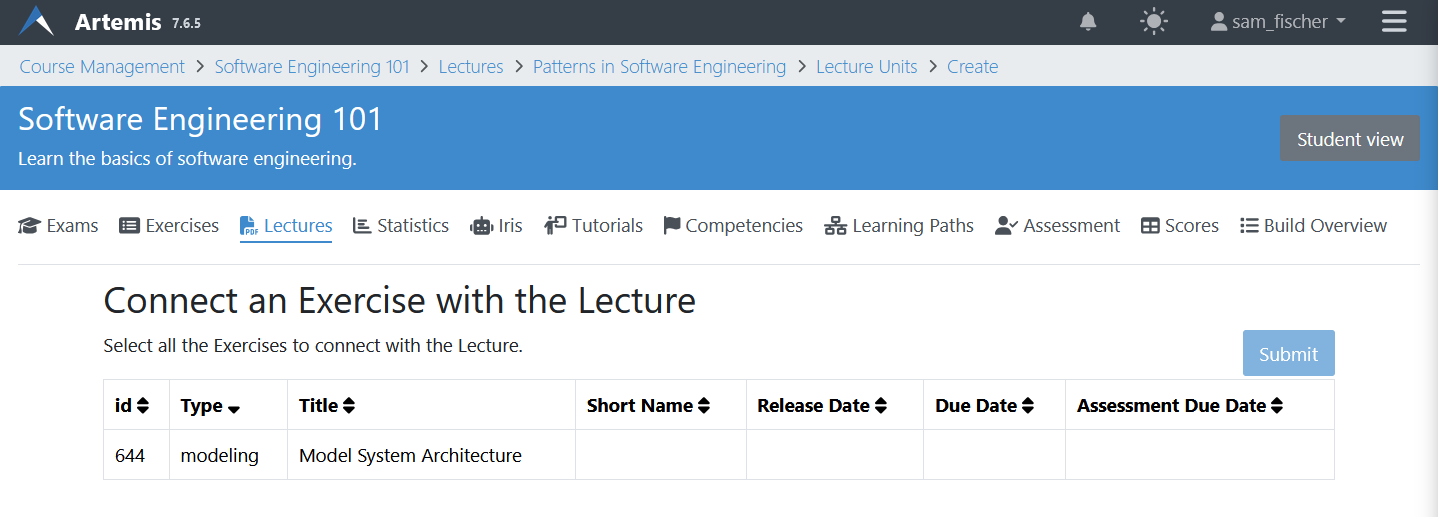 Artemis 7.6.5 sam_fischer
Course Management > Software Engineering 101 > Lectures > Patterns in Software Engineering > Lecture Units > Create
Software Engineering 101
Learn the basics of software engineering.
Student view
Exams Exercises Lectures Statistics Iris Tutorials Competencies Learning Paths Assessment Scores Build Overview
Connect an Exercise with the Lecture
Select all the Exercises to connect with the Lecture.
Submit
id Type Title Short Name Release Date Due Date Assessment Due Date
644 modeling Model System Architecture